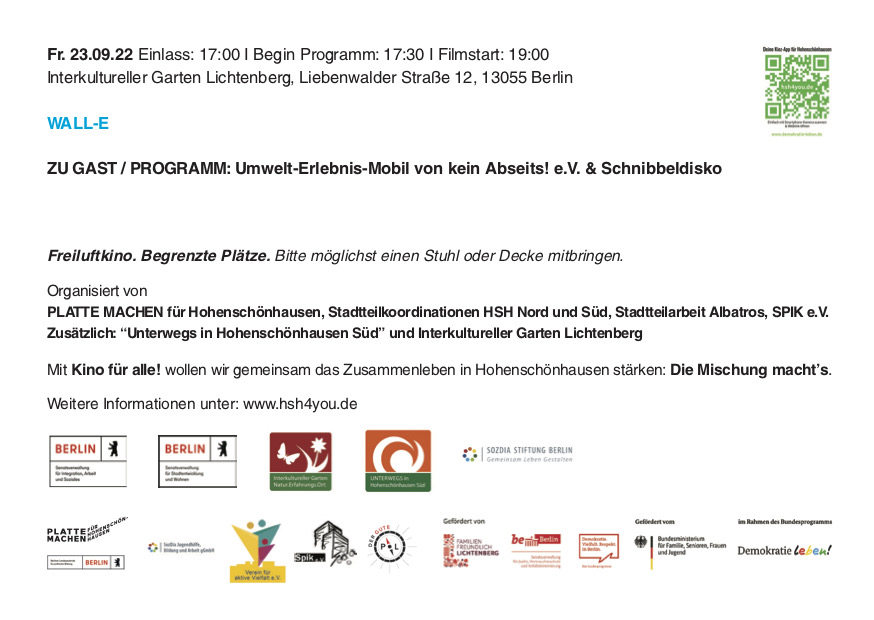 Fr. 23.09.22 Einlass: 17:00 I Begin Programm: 17:30 I Filmstart: 19:00
Interkultureller Garten Lichtenberg, Liebenwalder Straße 12, 13055 Berlin
Deine Kiez-App für Hohenschönhausen
hsh4you.de
www.demokratie-leben.de
WALL-E
ZU GAST / PROGRAMM: Umwelt-Erlebnis-Mobil von kein Abseits! e.V. & Schnibbeldisko
Freiluftkino. Begrenzte Plätze. Bitte möglichst einen Stuhl oder Decke mitbringen.
Organisiert von
PLATTE MACHEN für Hohenschönhausen, Stadtteilkoordinationen HSH Nord und Süd, Stadtteilarbeit Albatros, SPIK e.V.
Zusätzlich: “Unterwegs in Hohenschönhausen Süd” und Interkultureller Garten Lichtenberg
Mit Kino für alle! wollen wir gemeinsam das Zusammenleben in Hohenschönhausen stärken: Die Mischung macht’s.
Weitere Informationen unter: www.hsh4you.de
BERLIN
Senatsverwaltung
für Integration, Arbeit
und Soziales
BERLIN
Senatsverwaltung
für Stadtentwicklung
und Wohnen
Interkultureller Garten
Natur.Erfahrungs.Ort
UNTERWEGS in
Hohenschönhausen Süd
SOZDIA STIFTUNG BERLIN
Gemeinsam Leben Gestalten
PLATTE
MACHEN
FÜR
HOHENSCHÖN-
HAUSEN
BERLIN
SozDia Jugendhilfe,
Bildung und Arbeit gGmbH
Verein für
aktive Vielfalt e.V.
Spik e.V.
DER GUTE
POL
Gefördert von
FAMILIEN
FREUNDLICH
LICHTENBERG
be Berlin
Demokratie.
Vielfalt. Respekt.
In Berlin.
Gefördert vom
Bundesministerium
für Familie, Senioren, Frauen
und Jugend
im Rahmen des Bundesprogramms
Demokratie leben!